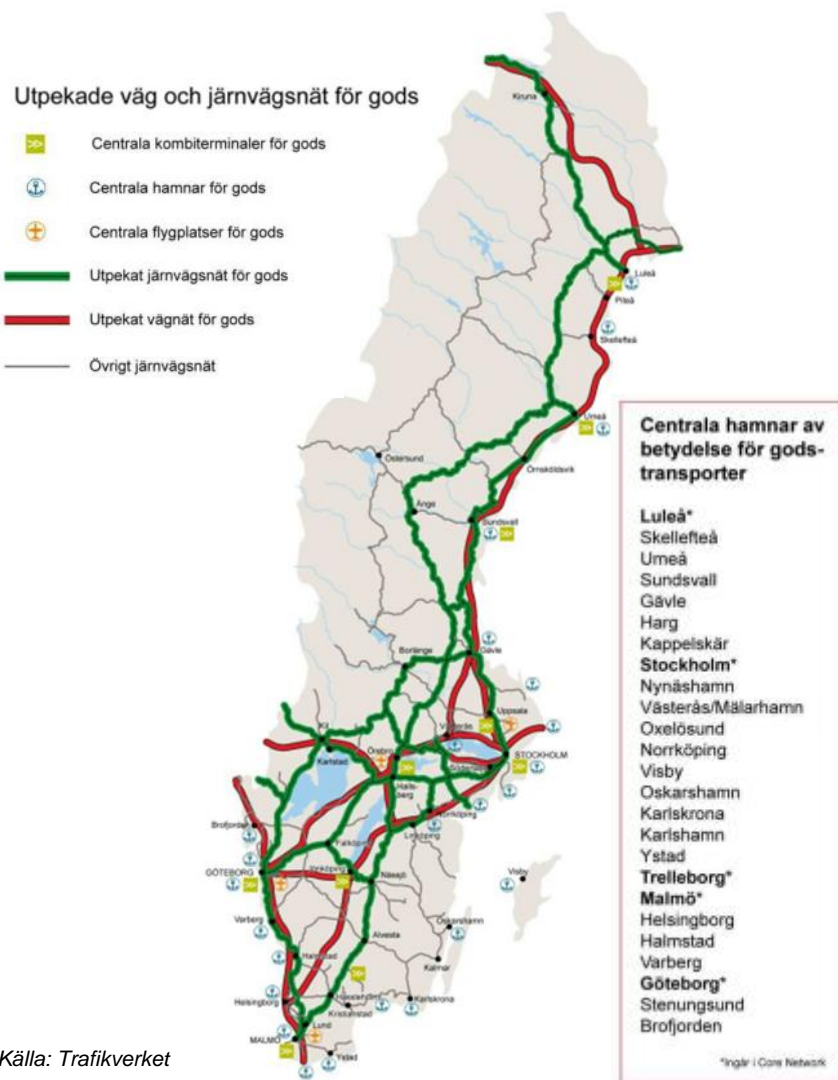 Utpekade väg och järnvägsnät för gods
Centrala kombiterminaler för gods
Centrala hamnar för gods
Centrala flygplatser för gods
Utpekat järnvägsnät för gods
Utpekat vägnät för gods
Övrigt järnvägsnät
Kiruna
Luleå
Piteå
Skellefteå
Umeå
Örnsköldsvik
Östersund
Ånge
Sundsvall
Borlänge
Gävle
Uppsala
Västerås
Kil
Karlstad
Örebro
STOCKHOLM
Södertälje
Halls-
berg
Norrköping
Linköping
Brofjorden
Falköping
GÖTEBORG
Jönköping
Nässjö
Visby
Varberg
Oskarshamn
Alvesta
Halmstad
Kalmar
Helsingborg
Hässleholm
Karlskrona
Kristianstad
Lund
MALMÖ
Ystad
Centrala hamnar av
betydelse för gods-
transporter
Luleå*
Skellefteå
Umeå
Sundsvall
Gävle
Harg
Kappelskär
Stockholm*
Nynäshamn
Västerås/Mälarhamn
Oxelösund
Norrköping
Visby
Oskarshamn
Karlskrona
Karlshamn
Ystad
Trelleborg*
Malmö*
Helsingborg
Halmstad
Varberg
Göteborg*
Stenungsund
Brofjorden
*Ingår i Core Network
Källa: Trafikverket